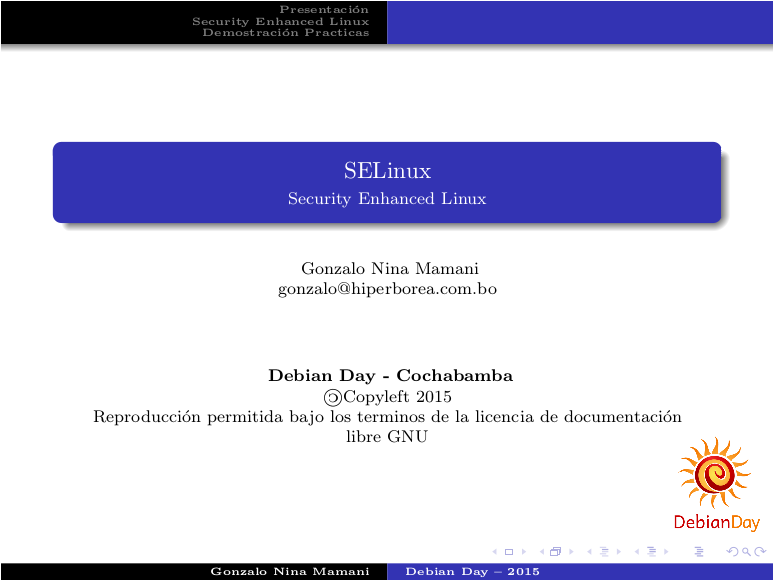 Presentación
Security Enhanced Linux
Demostración Practicas
SELinux
Security Enhanced Linux
Gonzalo Nina Mamani
gonzalo@hiperborea.com.bo
Debian Day - Cochabamba
🄯Copyleft 2015
Reproducción permitida bajo los terminos de la licencia de documentación
libre GNU
DebianDay
Gonzalo Nina Mamani
Debian Day – 2015